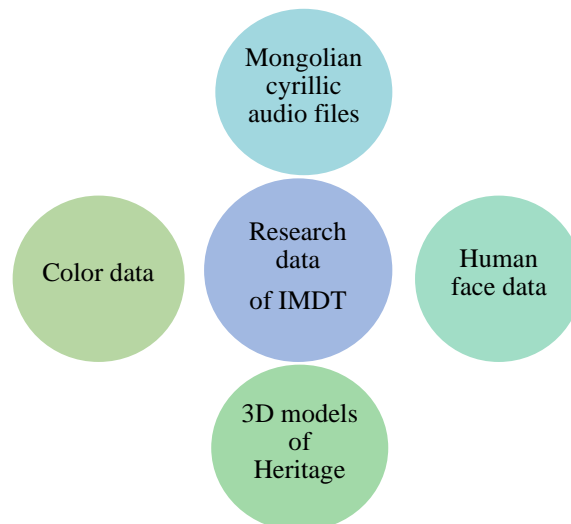 Mongolian
cyrillic
audio files
Color data
Research
data
of IMDT
Human
face data
3D models
of
Heritage